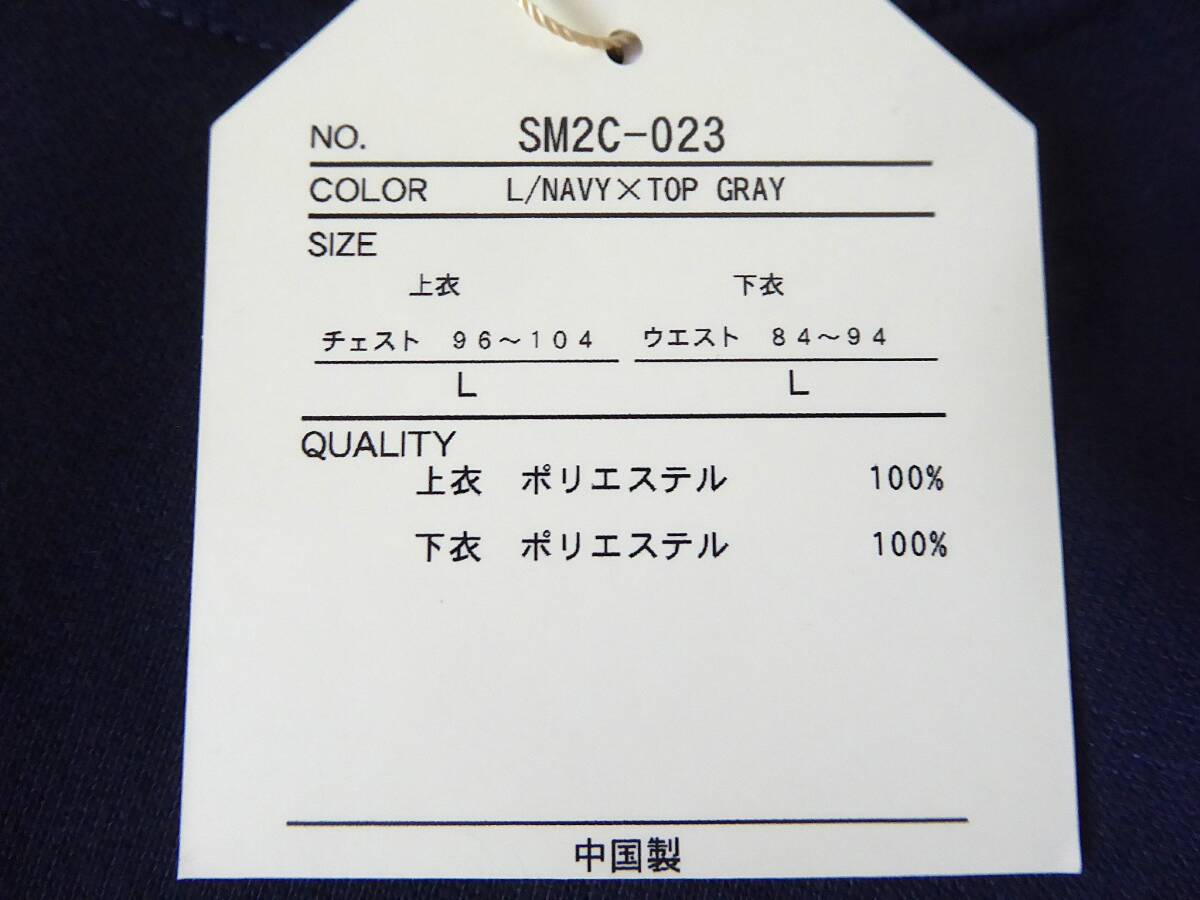 NO. SM2C-023
COLOR L/NAVY×TOP GRAY
SIZE
上衣 下衣
チェスト 96～104 ウエスト 84～94
L L
QUALITY
上衣 ポリエステル 100%
下衣 ポリエステル 100%
中国製